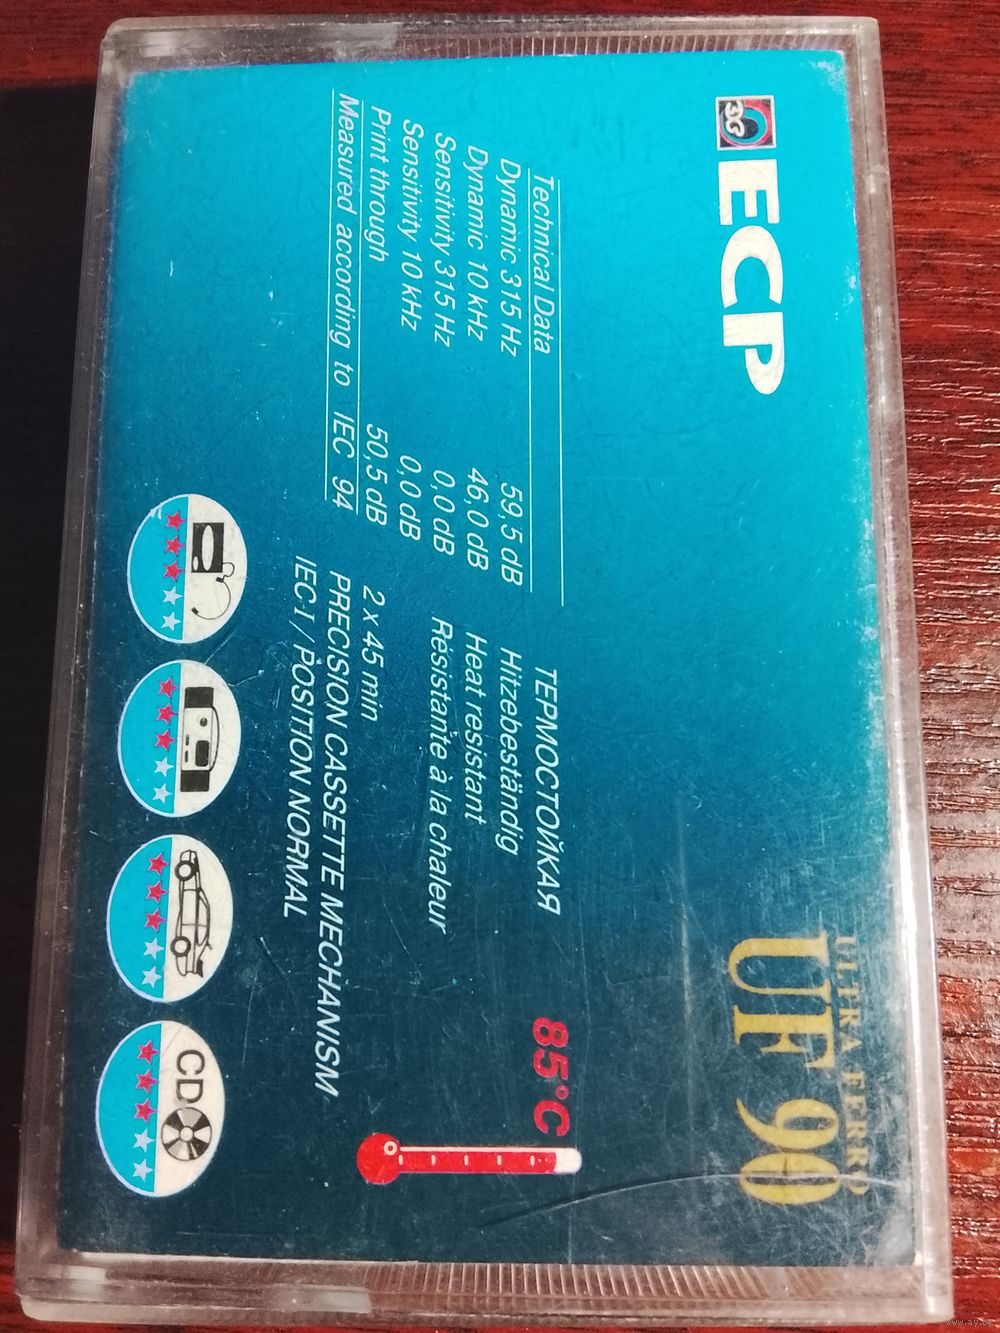 ECP
ULTRA FERRO
UF 90
Technical Data
Dynamic 315 Hz 59,5 dB
Dynamic 10 kHz 46,0 dB
Sensitivity 315 Hz 0,0 dB
Sensitivity 10 kHz 0,0 dB
Print through 50,5 dB
Measured according to IEC 94
ТЕРМОСТОЙКАЯ
Hitzebeständig
Heat resistant
Résistante à la chaleur
85°C
2 x 45 min
PRECISION CASSETTE MECHANISM
IEC·I / POSITION NORMAL
CD
www.ay.by